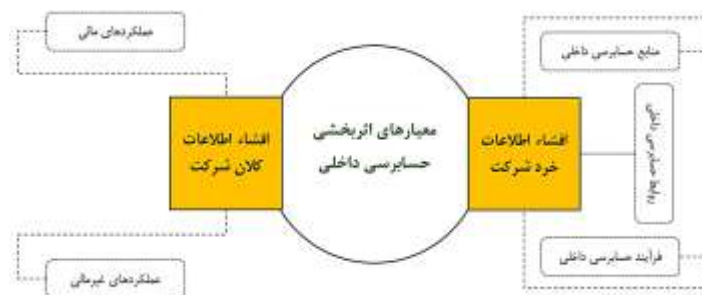 منابع حسابرسی داخلی
افشاء اطلاعات
خرد شرکت
روابط حسابرسی داخلی
فرآیند حسابرسی داخلی
معیارهای اثربخشی
حسابرسی داخلی
عملکردهای مالی
افشاء اطلاعات
کلان شرکت
عملکردهای غیرمالی